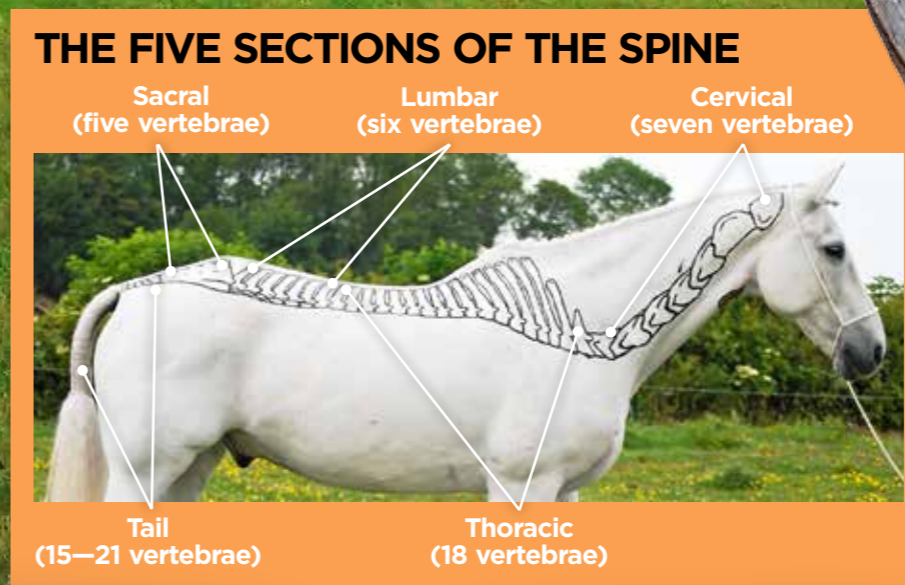 THE FIVE SECTIONS OF THE SPINE
Sacral
(five vertebrae)
Lumbar
(six vertebrae)
Cervical
(seven vertebrae)
Tail
(15—21 vertebrae)
Thoracic
(18 vertebrae)